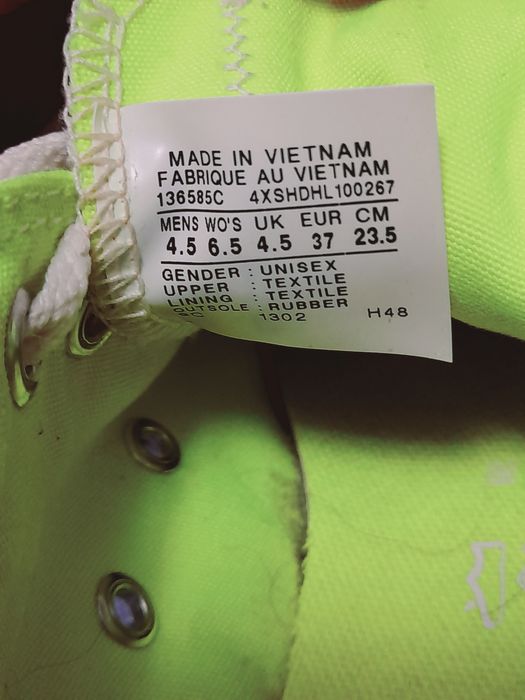 MADE IN VIETNAM
FABRIQUE AU VIETNAM
136585C 4XSHDHL100267
MENS WO'S UK EUR CM
4.5 6.5 4.5 37 23.5
GENDER : UNISEX
UPPER : TEXTILE
LINING : TEXTILE
OUTSOLE : RUBBER
1302 H48